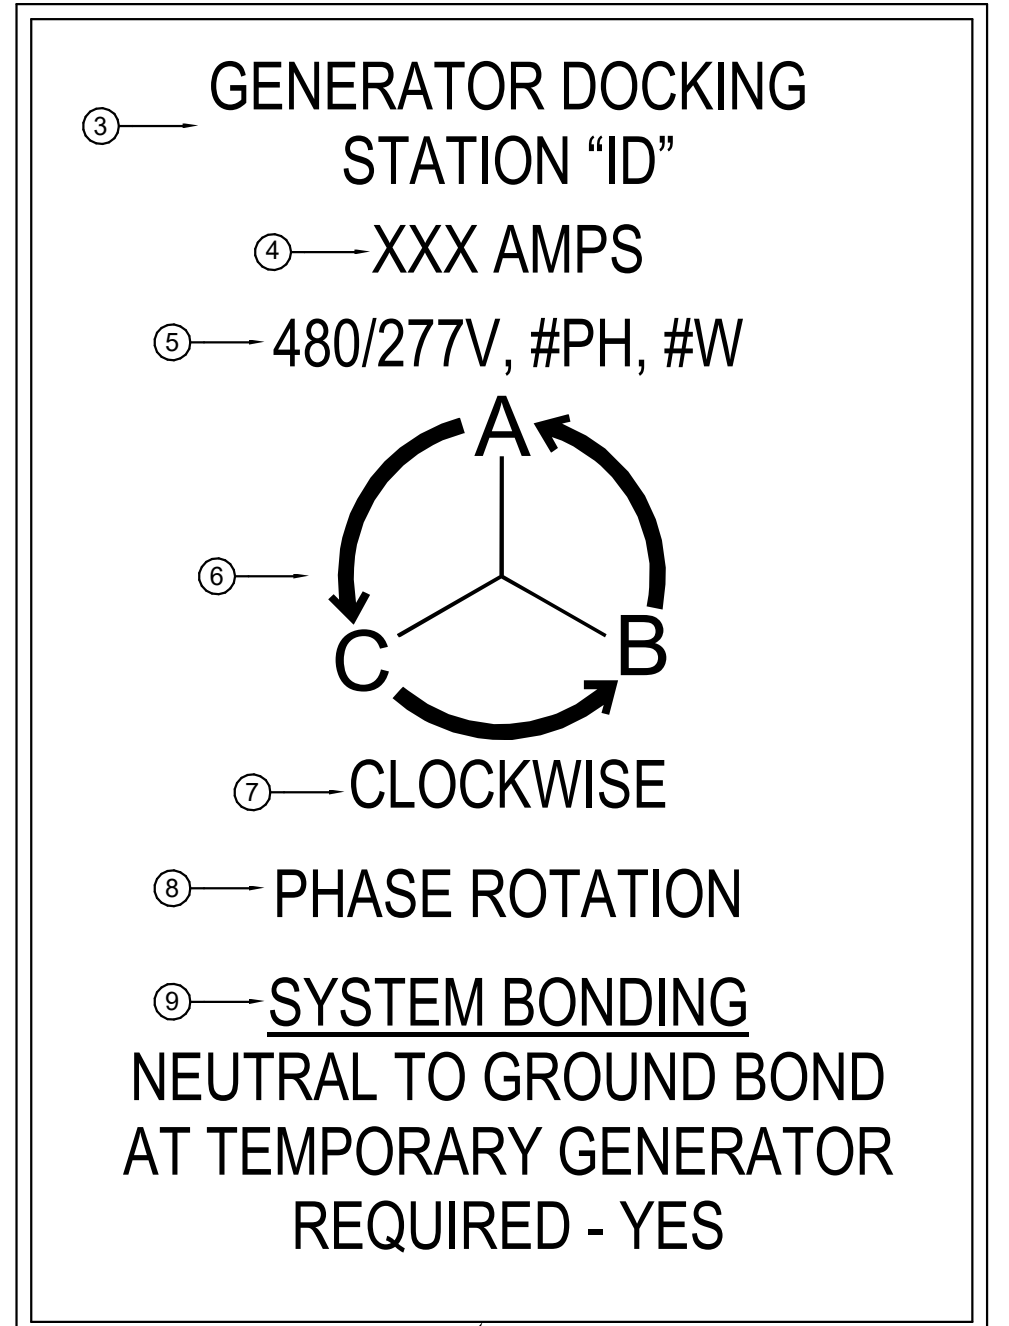 GENERATOR DOCKING
③ STATION “ID”
④ XXX AMPS
⑤ 480/277V, #PH, #W
A
⑥
C B
⑦ CLOCKWISE
⑧ PHASE ROTATION
⑨ SYSTEM BONDING
NEUTRAL TO GROUND BOND
AT TEMPORARY GENERATOR
REQUIRED - YES